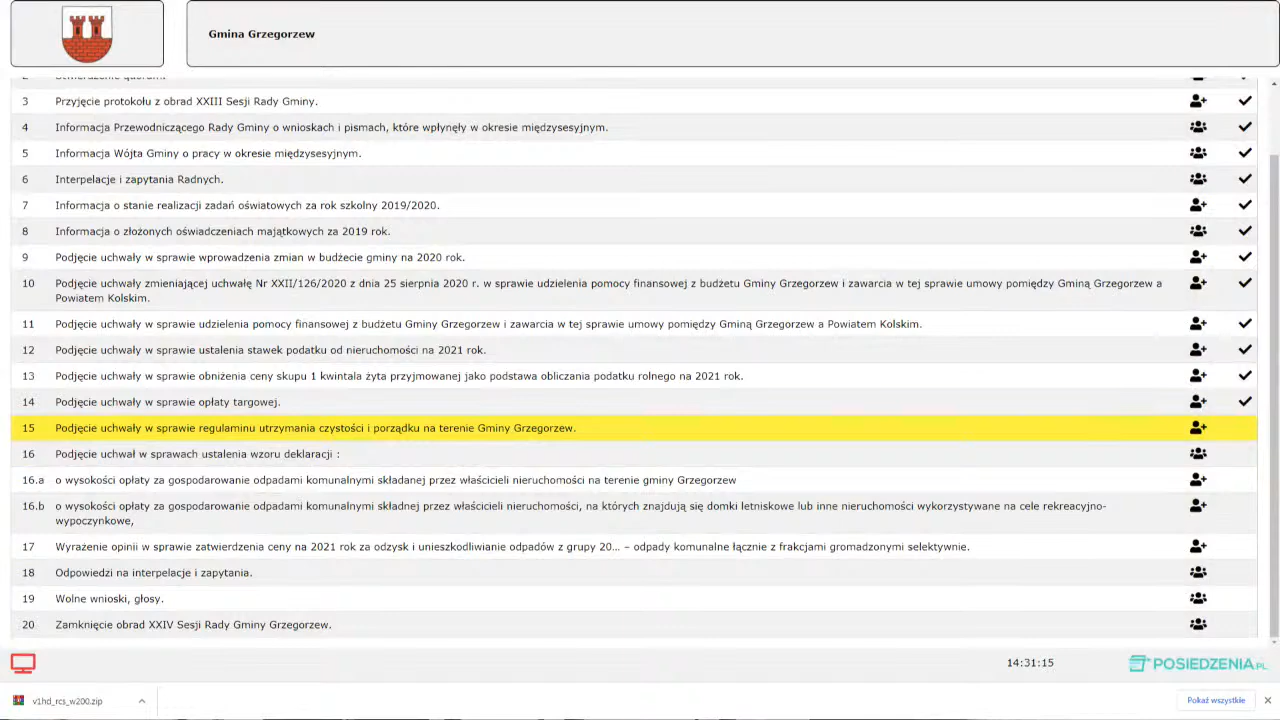 Gmina Grzegorzew
2 Stwierdzenie quorum.
3 Przyjęcie protokołu z obrad XXIII Sesji Rady Gminy.
4 Informacja Przewodniczącego Rady Gminy o wnioskach i pismach, które wpłynęły w okresie międzysesyjnym.
5 Informacja Wójta Gminy o pracy w okresie międzysesyjnym.
6 Interpelacje i zapytania Radnych.
7 Informacja o stanie realizacji zadań oświatowych za rok szkolny 2019/2020.
8 Informacja o złożonych oświadczeniach majątkowych za 2019 rok.
9 Podjęcie uchwały w sprawie wprowadzenia zmian w budżecie gminy na 2020 rok.
10 Podjęcie uchwały zmieniającej uchwałę Nr XXII/126/2020 z dnia 25 sierpnia 2020 r. w sprawie udzielenia pomocy finansowej z budżetu Gminy Grzegorzew i zawarcia w tej sprawie umowy pomiędzy Gminą Grzegorzew a
Powiatem Kolskim.
11 Podjęcie uchwały w sprawie udzielenia pomocy finansowej z budżetu Gminy Grzegorzew i zawarcia w tej sprawie umowy pomiędzy Gminą Grzegorzew a Powiatem Kolskim.
12 Podjęcie uchwały w sprawie ustalenia stawek podatku od nieruchomości na 2021 rok.
13 Podjęcie uchwały w sprawie obniżenia ceny skupu 1 kwintala żyta przyjmowanej jako podstawa obliczania podatku rolnego na 2021 rok.
14 Podjęcie uchwały w sprawie opłaty targowej.
15 Podjęcie uchwały w sprawie regulaminu utrzymania czystości i porządku na terenie Gminy Grzegorzew.
16 Podjęcie uchwał w sprawach ustalenia wzoru deklaracji :
16.a o wysokości opłaty za gospodarowanie odpadami komunalnymi składanej przez właścicieli nieruchomości na terenie gminy Grzegorzew
16.b o wysokości opłaty za gospodarowanie odpadami komunalnymi składnej przez właścicieli nieruchomości, na których znajdują się domki letniskowe lub inne nieruchomości wykorzystywane na cele rekreacyjno-
wypoczynkowe,
17 Wyrażenie opinii w sprawie zatwierdzenia ceny na 2021 rok za odzysk i unieszkodliwianie odpadów z grupy 20... – odpady komunalne łącznie z frakcjami gromadzonymi selektywnie.
18 Odpowiedzi na interpelacje i zapytania.
19 Wolne wnioski, głosy.
20 Zamknięcie obrad XXIV Sesji Rady Gminy Grzegorzew.
14:31:15
POSIEDZENIA.PL
v1hd_rcs_w200.zip
Pokaż wszystkie